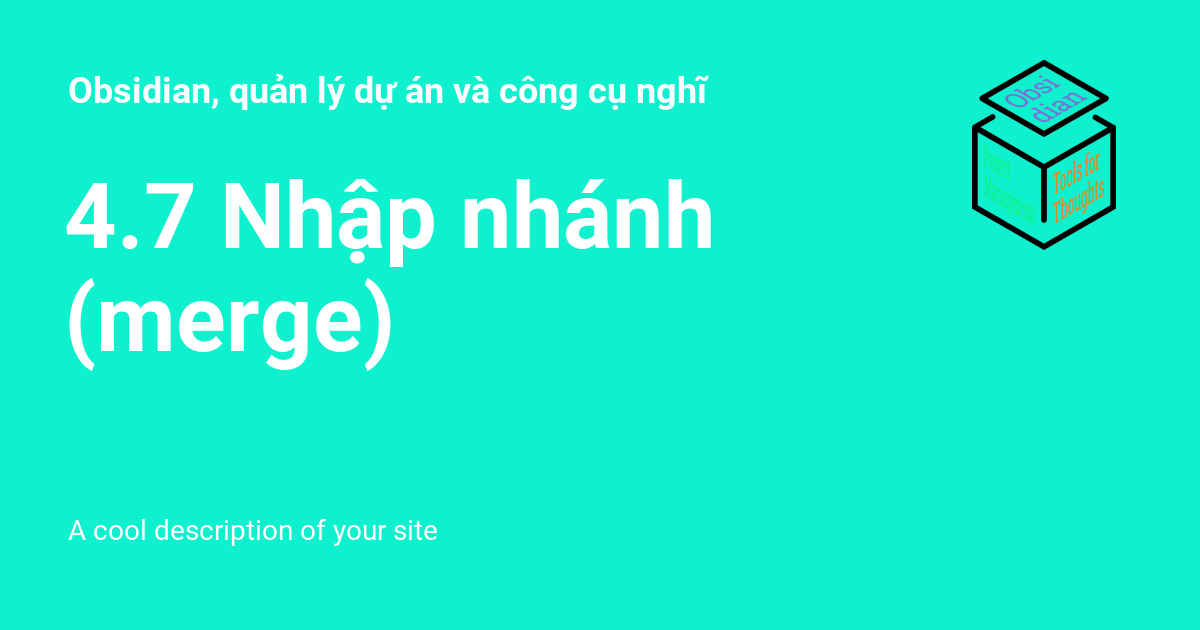 Obsidian, quản lý dự án và công cụ nghĩ
4.7 Nhập nhánh
(merge)
A cool description of your site
Obsi
dian
Project
Management
Tools for
Thoughts